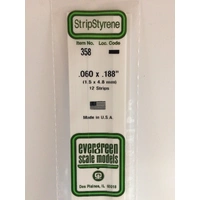 StripStyrene
Item No. Loc. Code
358
.060 x .188"
(1.5 x 4.8 mm)
12 Strips
Made in U.S.A.
evergreen
scale models
Des Plaines, IL 60018